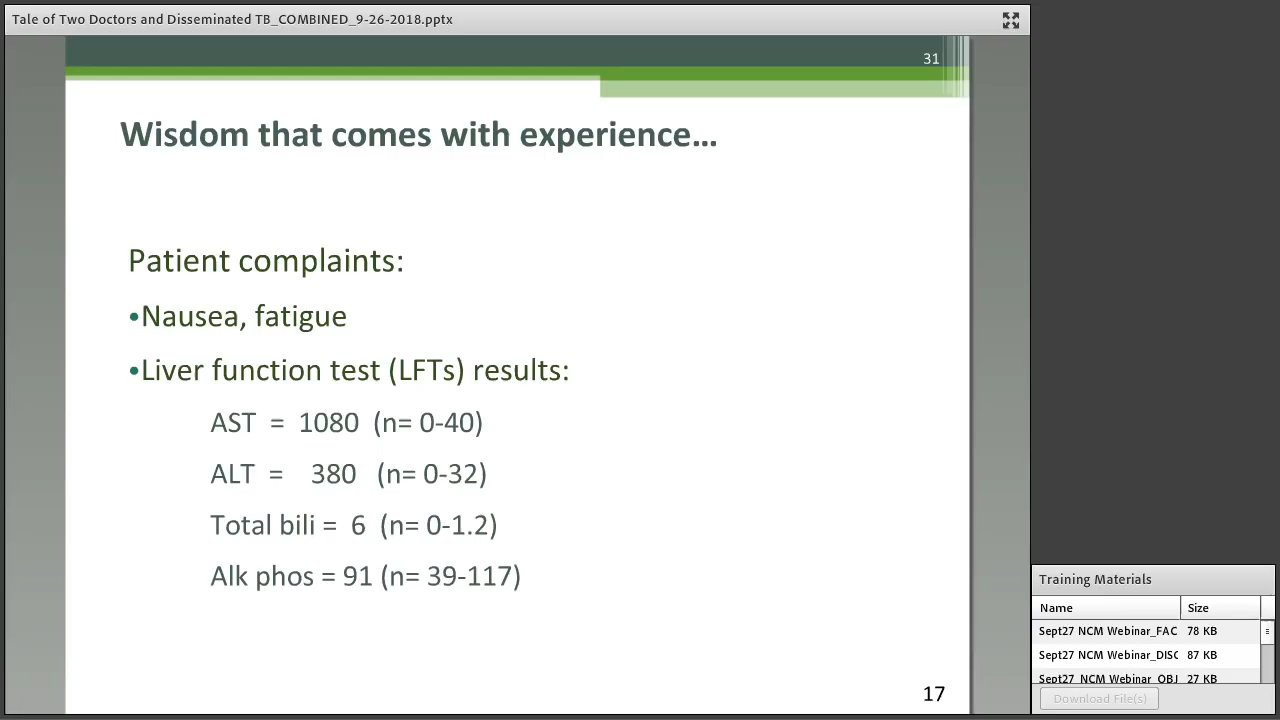 Tale of Two Doctors and Disseminated TB_COMBINED_9-26-2018.pptx
31
Wisdom that comes with experience…
Patient complaints:
•Nausea, fatigue
•Liver function test (LFTs) results:
AST = 1080 (n= 0-40)
ALT = 380 (n= 0-32)
Total bili = 6 (n= 0-1.2)
Alk phos = 91 (n= 39-117)
17
Training Materials
Name Size
Sept27 NCM Webinar_FAC 78 KB
Sept27 NCM Webinar_DISC 87 KB
Sept27 NCM Webinar_OBJ 27 KB
Download File(s)